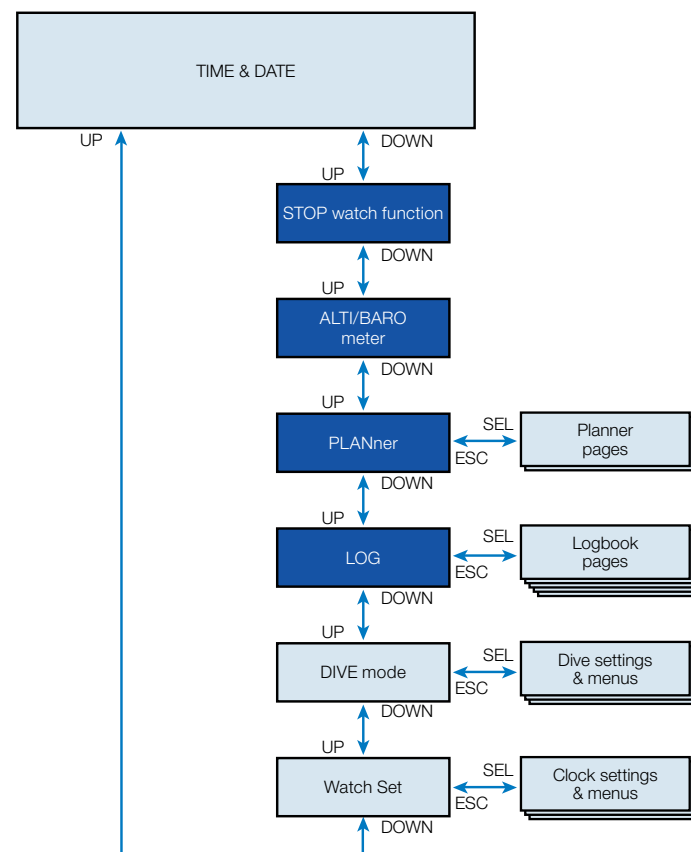 TIME & DATE
UP
DOWN
UP
STOP watch function
DOWN
UP
ALTI/BARO
meter
DOWN
UP
PLANner
SEL
ESC
Planner
pages
DOWN
UP
LOG
SEL
ESC
Logbook
pages
DOWN
UP
DIVE mode
SEL
ESC
Dive settings
& menus
DOWN
UP
Watch Set
SEL
ESC
Clock settings
& menus
DOWN